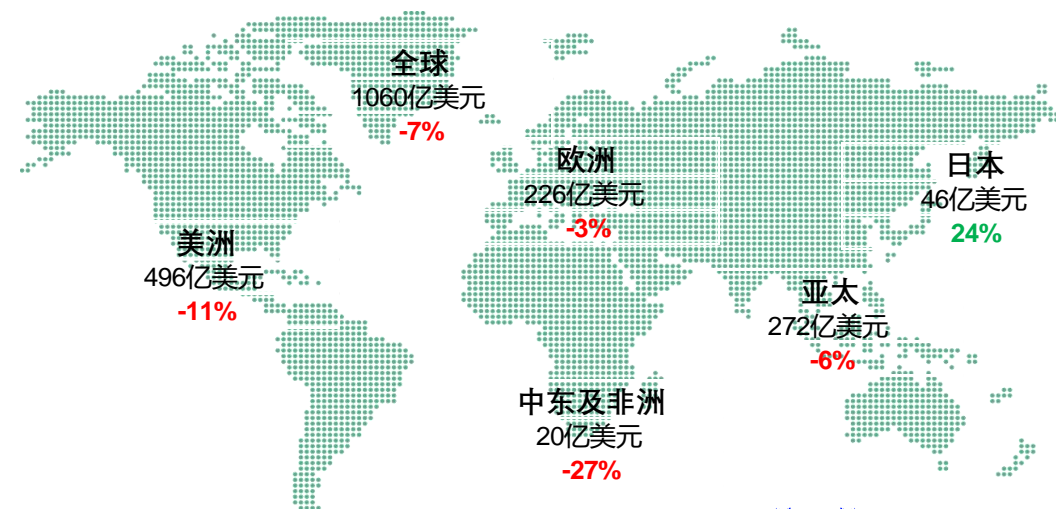 全球
1060亿美元
-7%
欧洲
226亿美元
-3%
日本
46亿美元
24%
美洲
496亿美元
-11%
亚太
272亿美元
-6%
中东及非洲
20亿美元
-27%